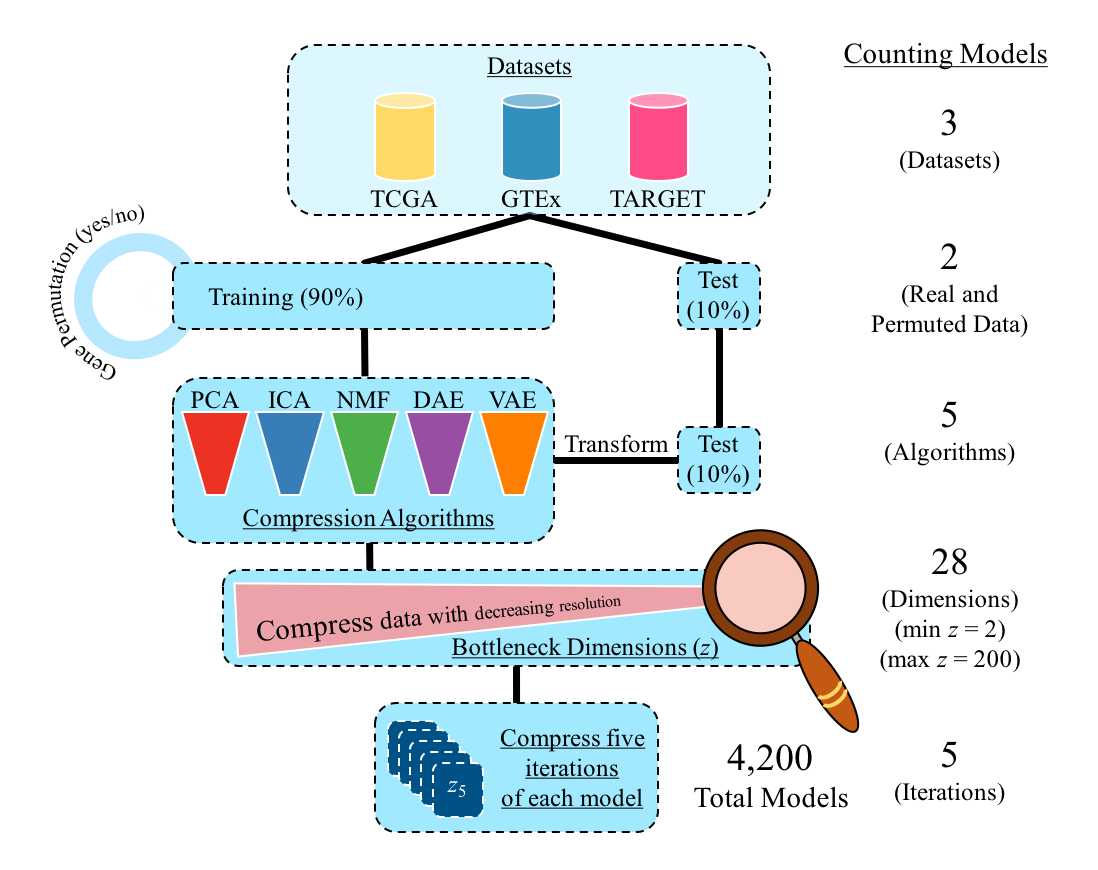 Datasets
TCGA
GTEx
TARGET
Gene Permutation (yes/no)
Training (90%)
Test
(10%)
PCA
ICA
NMF
DAE
VAE
Compression Algorithms
Transform
Test
(10%)
Compress data with decreasing resolution
Bottleneck Dimensions (z)
z5
Compress five
iterations
of each model
4,200
Total Models
Counting Models
3
(Datasets)
2
(Real and
Permuted Data)
5
(Algorithms)
28
(Dimensions)
(min z = 2)
(max z = 200)
5
(Iterations)